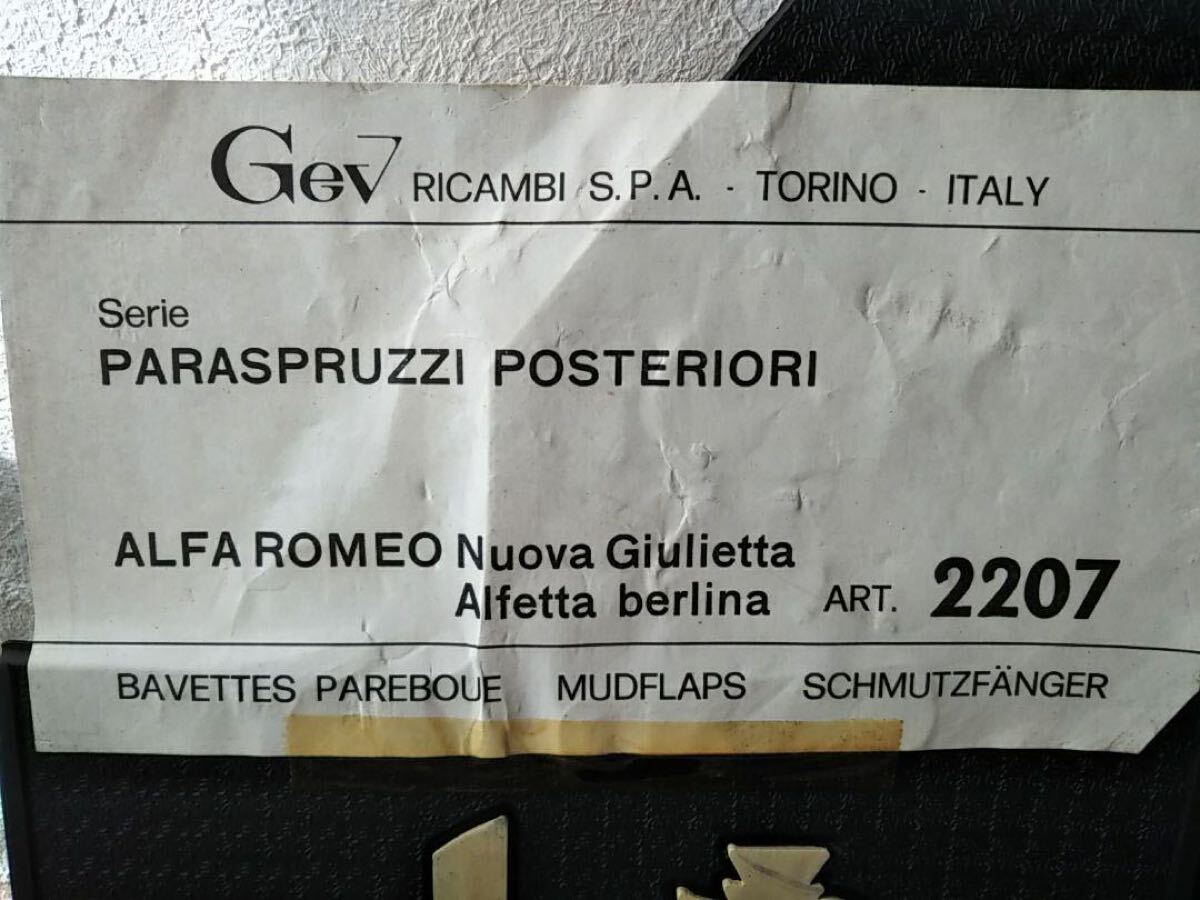 Gev RICAMBI S.P.A. - TORINO - ITALY
Serie
PARASPRUZZI POSTERIORI
ALFA ROMEO Nuova Giulietta
Alfetta berlina ART. 2207
BAVETTES PAREBOUE MUDFLAPS SCHMUTZFÄNGER